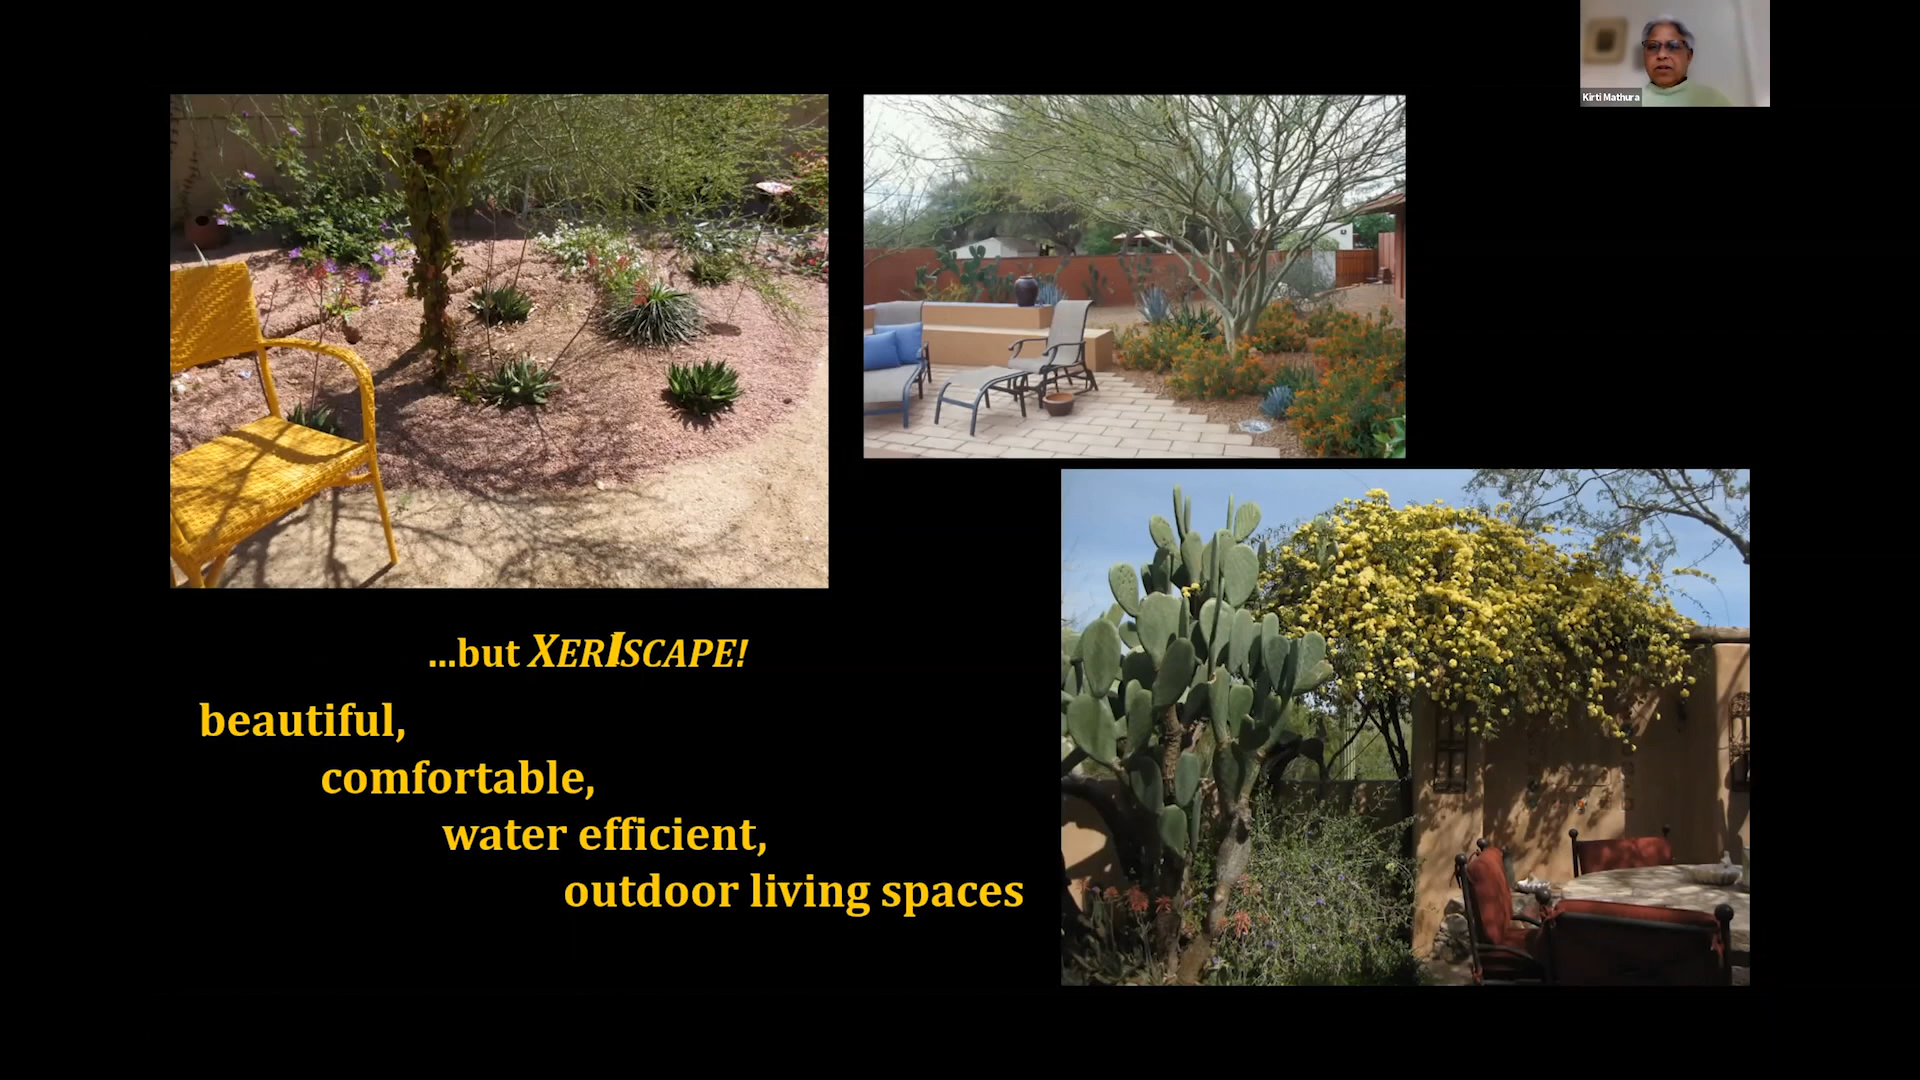 Kirti Mathura
...but XERISCAPE!
beautiful,
comfortable,
water efficient,
outdoor living spaces